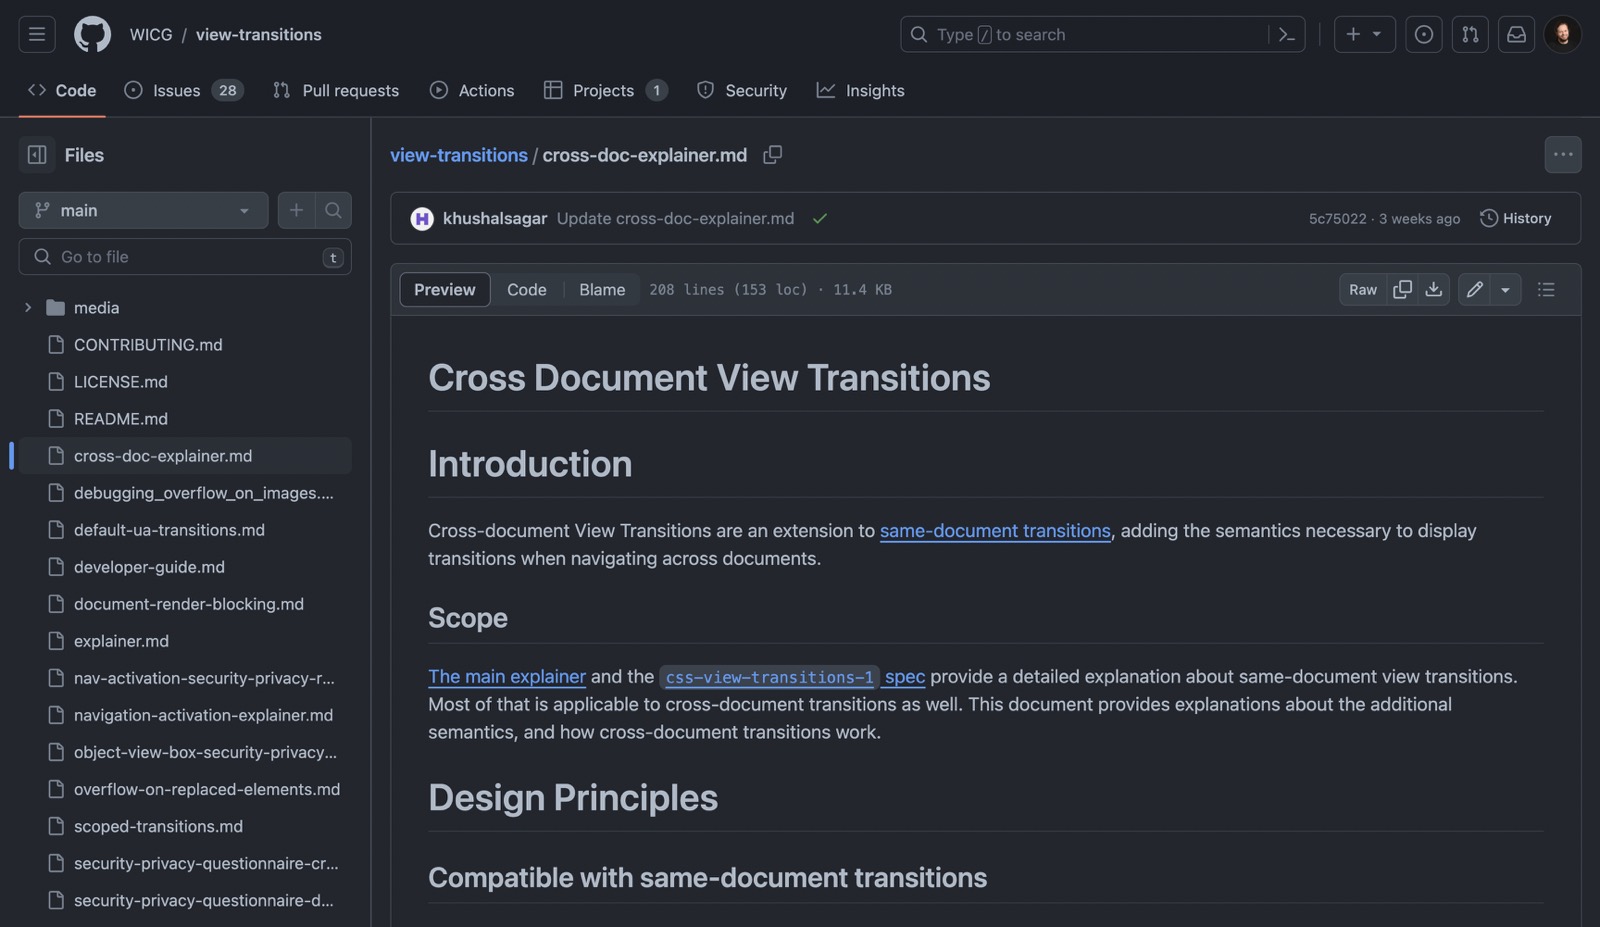 WICG / view-transitions
Type / to search
Code
Issues 28
Pull requests
Actions
Projects 1
Security
Insights
Files
main
Go to file
t
media
CONTRIBUTING.md
LICENSE.md
README.md
cross-doc-explainer.md
debugging_overflow_on_images....
default-ua-transitions.md
developer-guide.md
document-render-blocking.md
explainer.md
nav-activation-security-privacy-r...
navigation-activation-explainer.md
object-view-box-security-privacy...
overflow-on-replaced-elements.md
scoped-transitions.md
security-privacy-questionnaire-cr...
security-privacy-questionnaire-d...
view-transitions / cross-doc-explainer.md
H khushalsagar Update cross-doc-explainer.md
5c75022 · 3 weeks ago History
Preview Code Blame 208 lines (153 loc) · 11.4 KB
Raw
Cross Document View Transitions
Introduction
Cross-document View Transitions are an extension to same-document transitions, adding the semantics necessary to display
transitions when navigating across documents.
Scope
The main explainer and the css-view-transitions-1 spec provide a detailed explanation about same-document view transitions.
Most of that is applicable to cross-document transitions as well. This document provides explanations about the additional
semantics, and how cross-document transitions work.
Design Principles
Compatible with same-document transitions